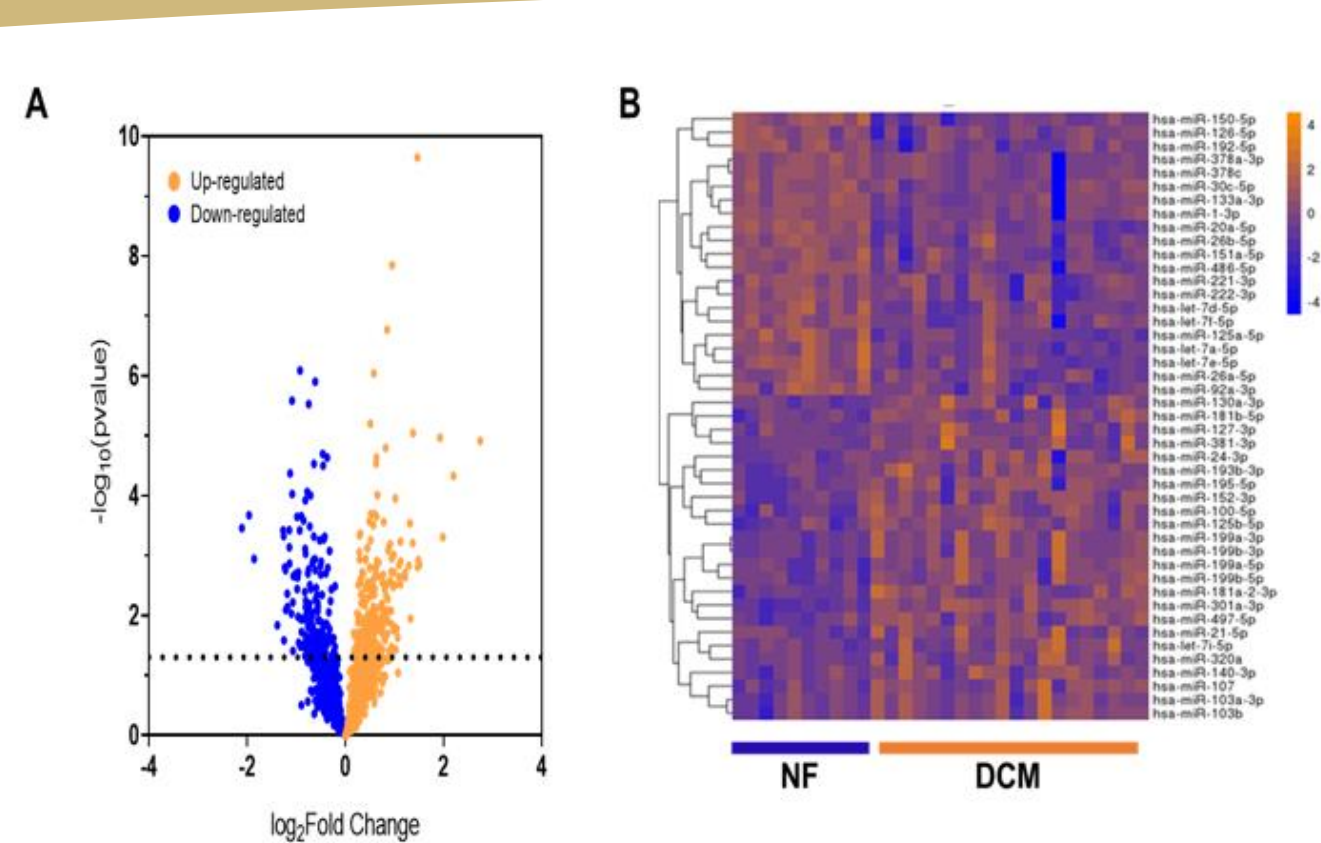 A
10
8
6
4
2
0
-4
-2
0
2
4
-log10(pvalue)
log2Fold Change
Up-regulated
Down-regulated
B
hsa-miR-150-5p
hsa-miR-126-5p
hsa-miR-192-5p
hsa-miR-378a-3p
hsa-miR-378c
hsa-miR-30c-5p
hsa-miR-133a-3p
hsa-miR-1-3p
hsa-miR-20a-5p
hsa-miR-26b-5p
hsa-miR-151a-5p
hsa-miR-486-5p
hsa-miR-221-3p
hsa-miR-222-3p
hsa-let-7d-5p
hsa-let-7f-5p
hsa-miR-125a-5p
hsa-let-7a-5p
hsa-let-7e-5p
hsa-miR-26a-5p
hsa-miR-92a-3p
hsa-miR-130a-3p
hsa-miR-181b-5p
hsa-miR-127-3p
hsa-miR-381-3p
hsa-miR-24-3p
hsa-miR-193b-3p
hsa-miR-195-5p
hsa-miR-152-3p
hsa-miR-100-5p
hsa-miR-125b-5p
hsa-miR-199a-3p
hsa-miR-199b-3p
hsa-miR-199a-5p
hsa-miR-199b-5p
hsa-miR-181a-2-3p
hsa-miR-301a-3p
hsa-miR-497-5p
hsa-miR-21-5p
hsa-let-7i-5p
hsa-miR-320a
hsa-miR-140-3p
hsa-miR-107
hsa-miR-103a-3p
hsa-miR-103b
4
2
0
-2
-4
NF
DCM